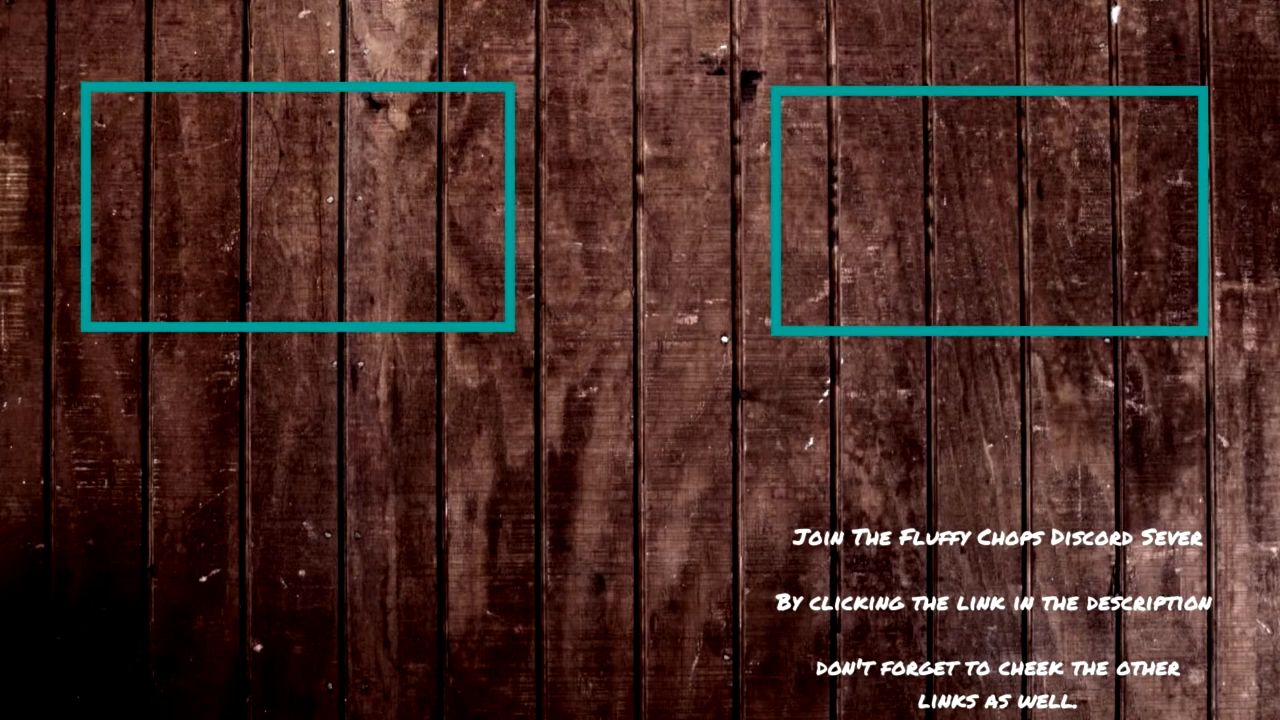 Join The Fluffy Chops Discord Sever
By clicking the link in the description
don't forget to cheek the other
links as well.